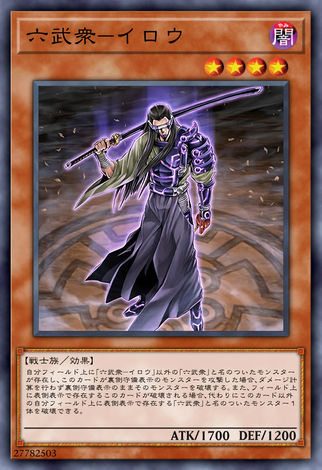 六武衆−イロウ
闇
やみ
【戦士族／効果】
自分フィールド上に「六武衆－イロウ」以外の「六武衆」と名のついたモンスター
が存在し、このカードが裏側守備表示のモンスターを攻撃した場合、ダメージ計
算を行わず裏側守備表示のままそのモンスターを破壊する。また、フィールド上
に表側表示で存在するこのカードが破壊される場合、代わりにこのカード以外
の自分フィールド上に表側表示で存在する「六武衆」と名のついたモンスター１
体を破壊できる。
ATK/1700 DEF/1200
27782503